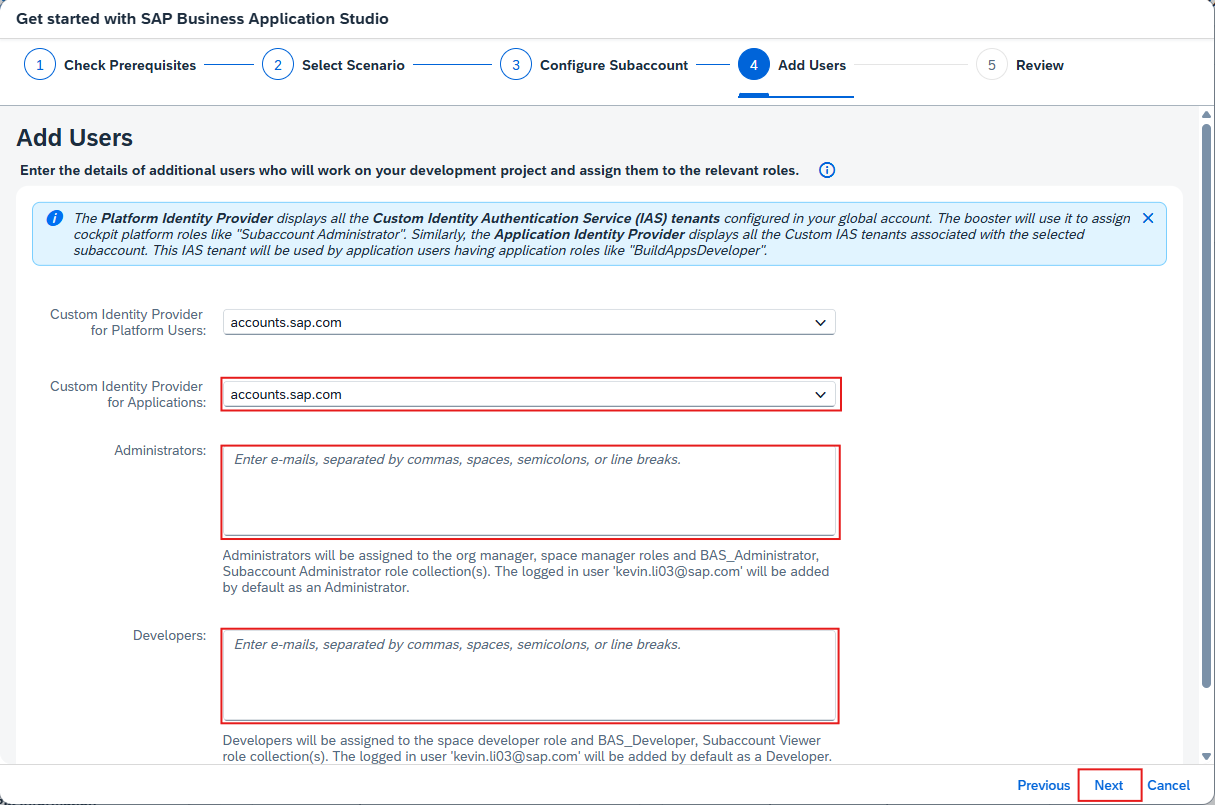 Get started with SAP Business Application Studio
1 Check Prerequisites 2 Select Scenario 3 Configure Subaccount 4 Add Users 5 Review
Add Users
Enter the details of additional users who will work on your development project and assign them to the relevant roles.
The Platform Identity Provider displays all the Custom Identity Authentication Service (IAS) tenants configured in your global account. The booster will use it to assign
cockpit platform roles like "Subaccount Administrator". Similarly, the Application Identity Provider displays all the Custom IAS tenants associated with the selected
subaccount. This IAS tenant will be used by application users having application roles like "BuildAppsDeveloper".
Custom Identity Provider
for Platform Users:
accounts.sap.com
Custom Identity Provider
for Applications:
accounts.sap.com
Administrators:
Enter e-mails, separated by commas, spaces, semicolons, or line breaks.
Administrators will be assigned to the org manager, space manager roles and BAS_Administrator,
Subaccount Administrator role collection(s). The logged in user 'kevin.li03@sap.com' will be added
by default as an Administrator.
Developers:
Enter e-mails, separated by commas, spaces, semicolons, or line breaks.
Developers will be assigned to the space developer role and BAS_Developer, Subaccount Viewer
role collection(s). The logged in user 'kevin.li03@sap.com' will be added by default as a Developer.
Previous Next Cancel